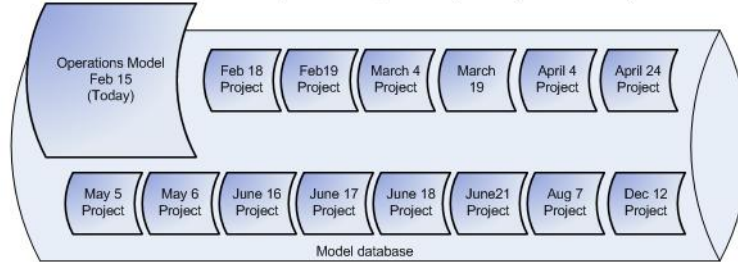 Operations Model
Feb 15
(Today)
Feb 18
Project
Feb19
Project
March 4
Project
March
19
April 4
Project
April 24
Project
May 5
Project
May 6
Project
June 16
Project
June 17
Project
June 18
Project
June21
Project
Aug 7
Project
Dec 12
Project
Model database